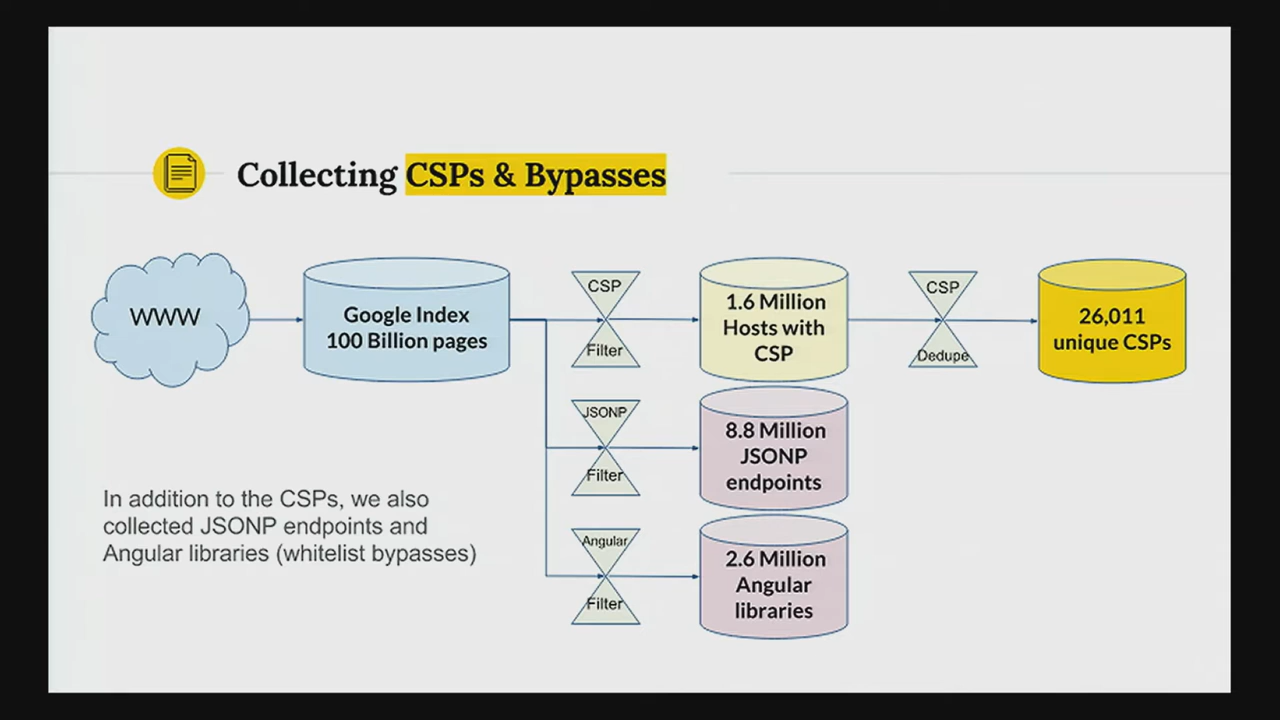 Collecting CSPs & Bypasses
WWW
Google Index
100 Billion pages
CSP
Filter
1.6 Million
Hosts with
CSP
CSP
Dedupe
26,011
unique CSPs
JSONP
Filter
8.8 Million
JSONP
endpoints
Angular
Filter
2.6 Million
Angular
libraries
In addition to the CSPs, we also
collected JSONP endpoints and
Angular libraries (whitelist bypasses)